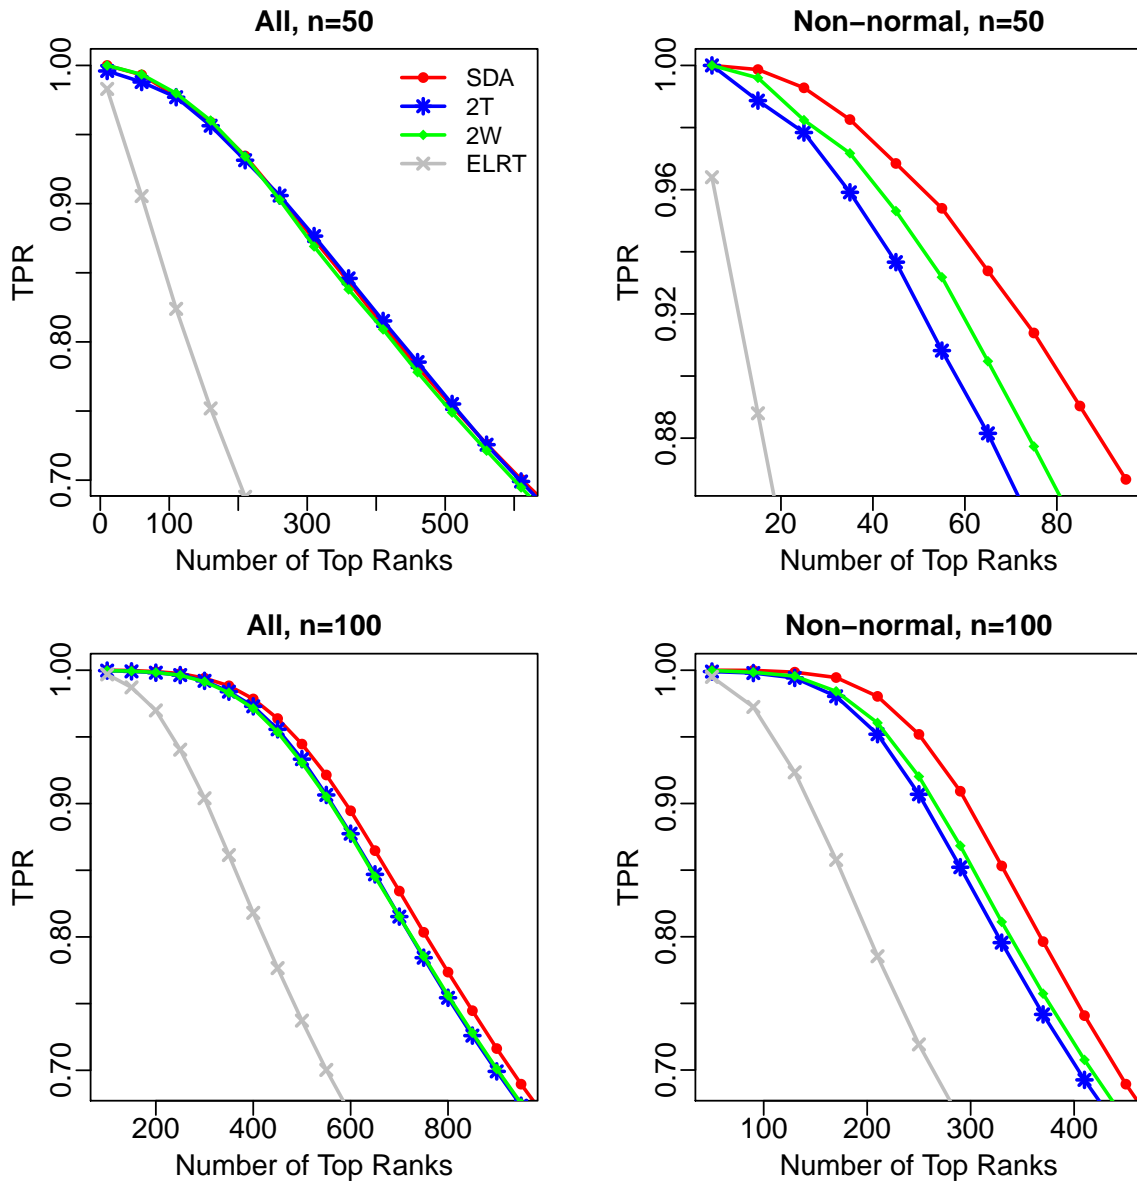 All, n=50
TPR
1.00
0.90
0.80
0.70
SDA
2T
2W
ELRT
0 100 300 500
Number of Top Ranks
Non−normal, n=50
TPR
1.00
0.96
0.92
0.88
20 40 60 80
Number of Top Ranks
All, n=100
TPR
1.00
0.90
0.80
0.70
200 400 600 800
Number of Top Ranks
Non−normal, n=100
TPR
1.00
0.90
0.80
0.70
100 200 300 400
Number of Top Ranks